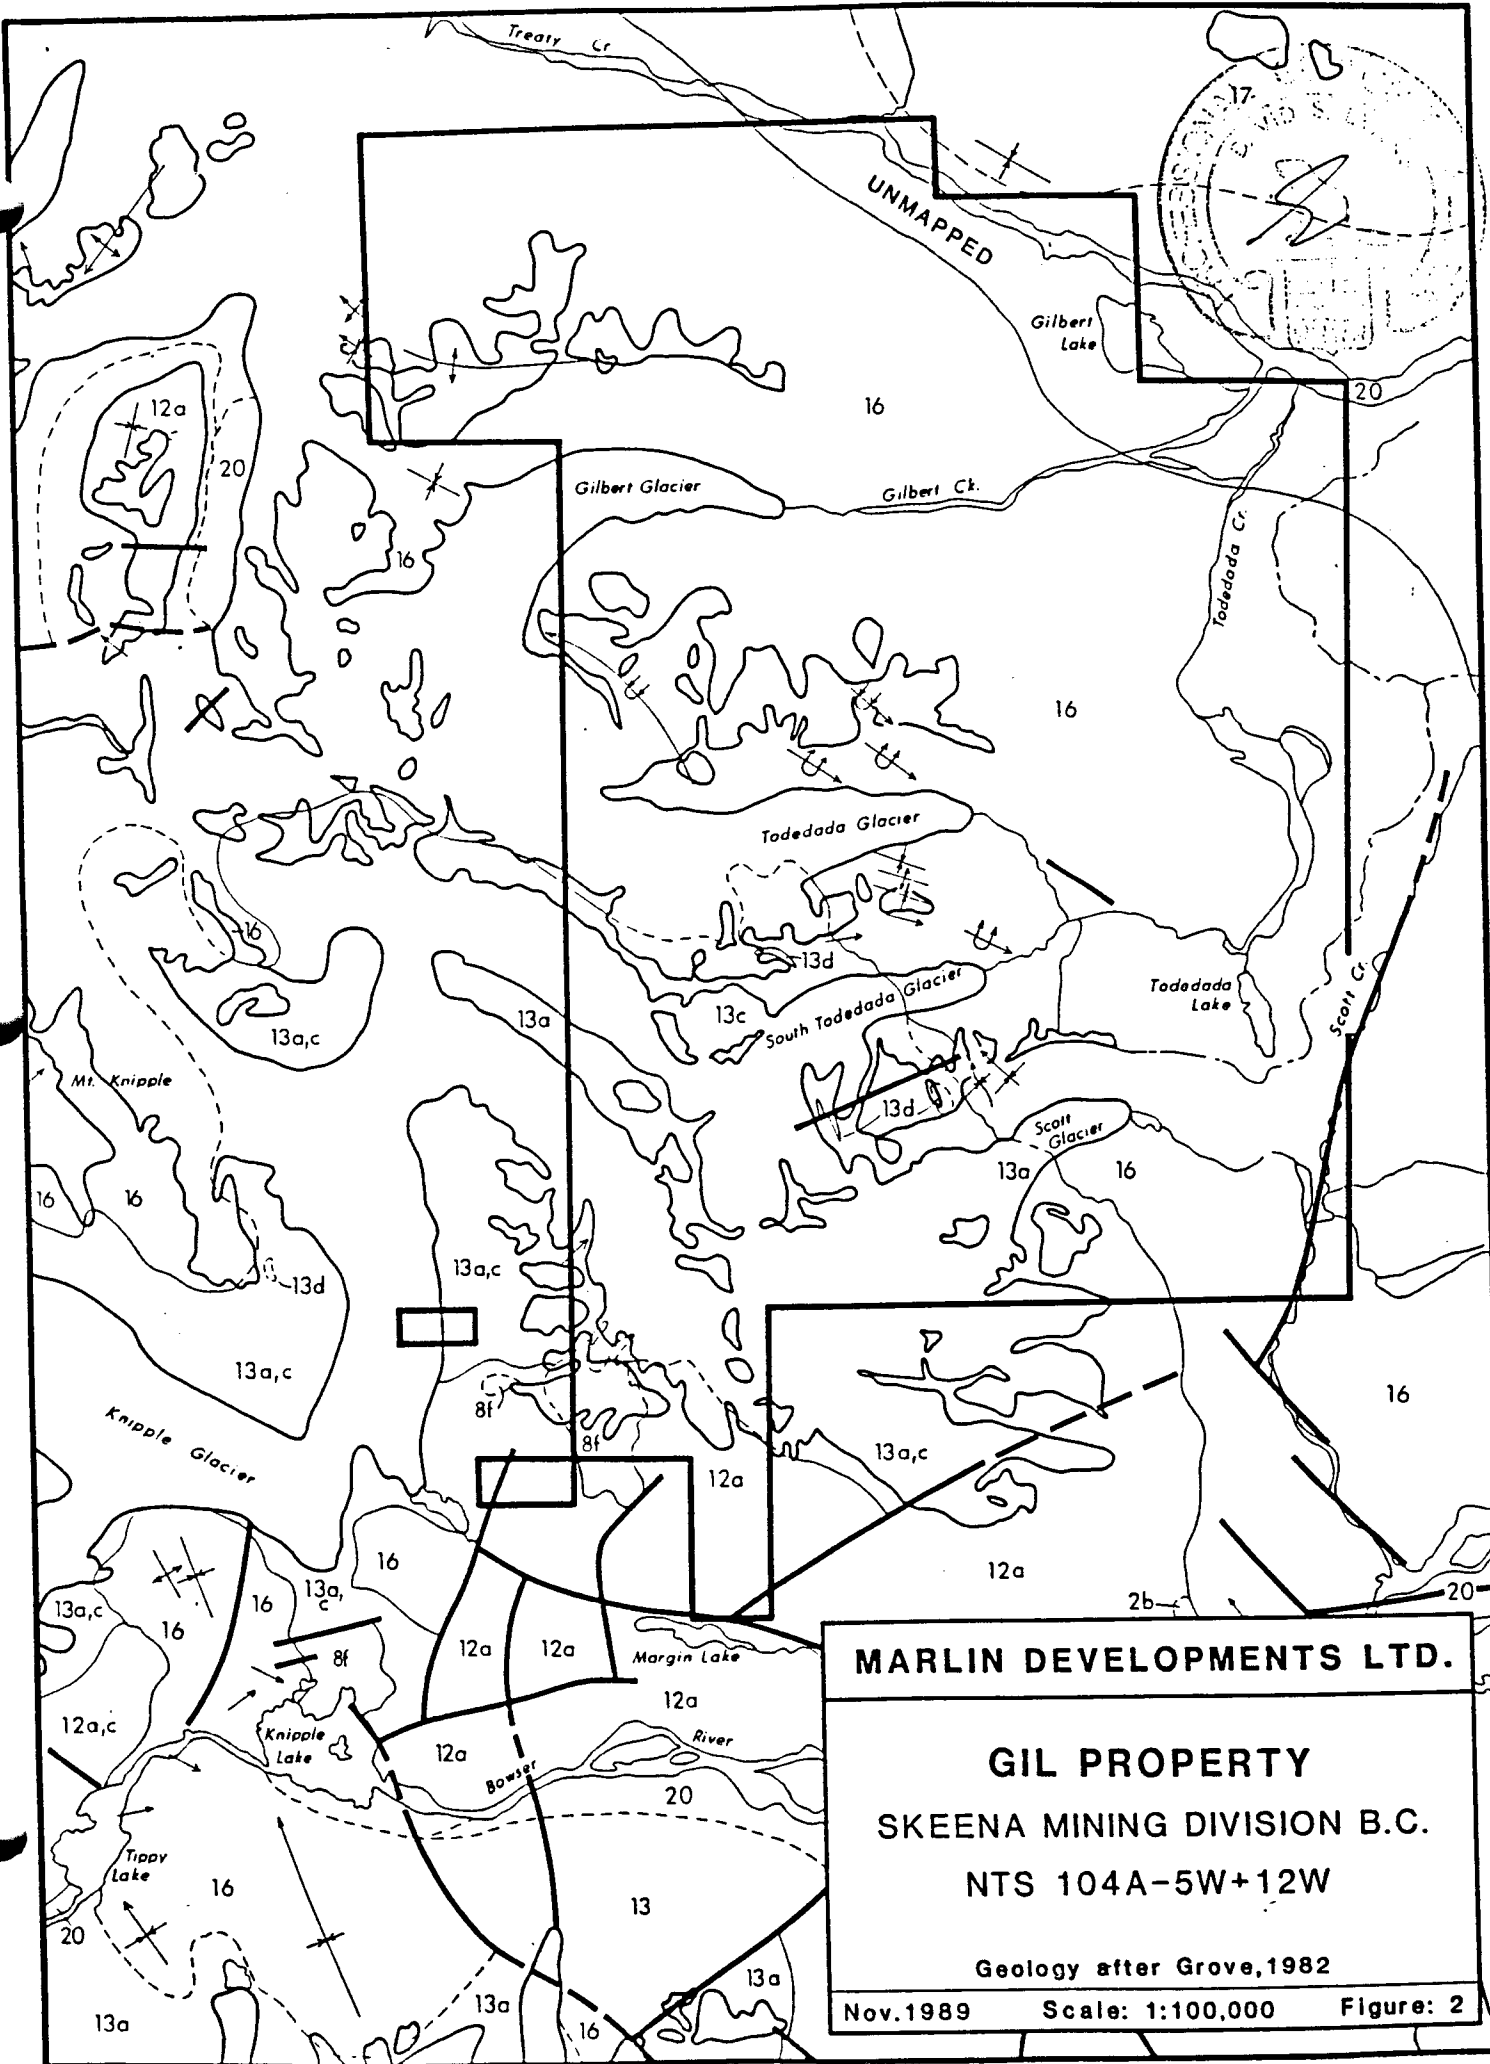 Treaty Cr
17
UNMAPPED
Gilbert
Lake
12a
16
20
20
Gilbert Glacier
Gilbert Ck.
16
Todedada Cr.
16
Todedada Glacier
16
13d
13a
13c
South Todedada Glacier
Todedada
Lake
Scott Cr.
13a,c
Mt. Knipple
13d
Scott
Glacier
13a
16
16
16
13d
13a,c
13a,c
8f
16
Knipple Glacier
8f
13a,c
12a
16
13a,
c
12a
13a,c
16
16
2b
20
8f
12a
12a
Margin Lake
12a
12a,c
Knipple
Lake
12a
River
Bowser
20
Tippy
Lake
16
13
20
13a
13a
13a
16
MARLIN DEVELOPMENTS LTD.
GIL PROPERTY
SKEENA MINING DIVISION B.C.
NTS 104A-5W+12W
Geology after Grove,1982
Nov.1989 Scale: 1:100,000 Figure: 2